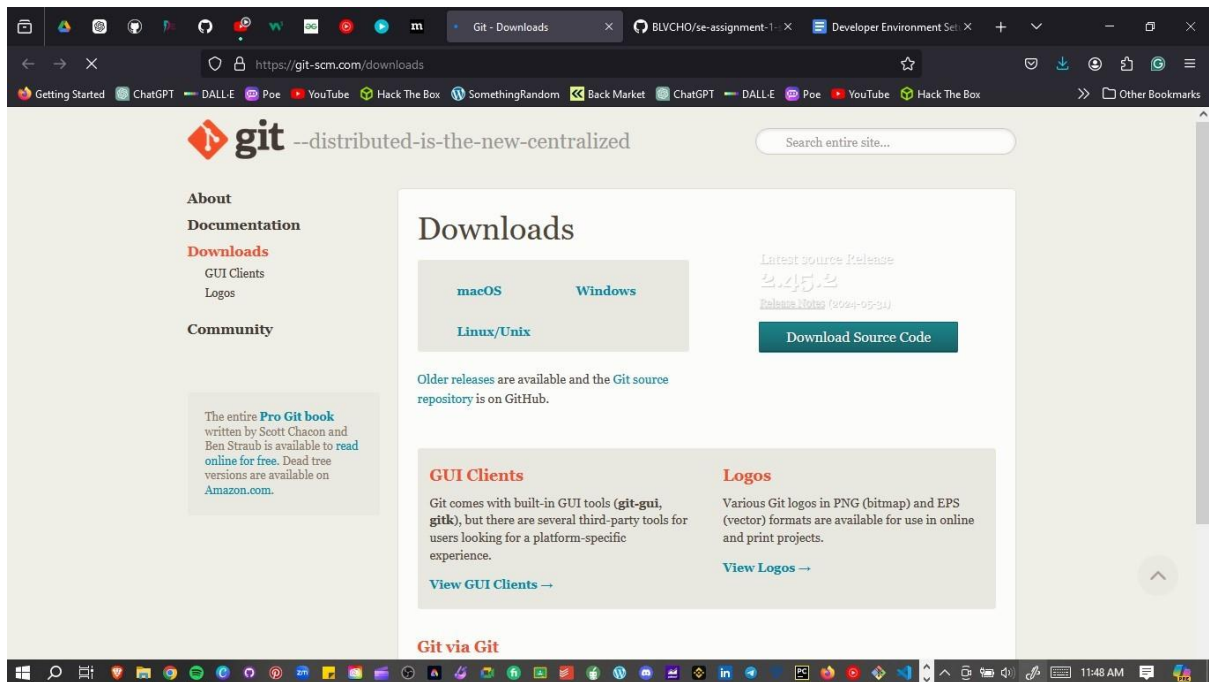 Git - Downloads
BLVCHO/se-assignment-1-
Developer Environment Set
https://git-scm.com/downloads
Getting Started ChatGPT DALL·E Poe YouTube Hack The Box SomethingRandom Back Market ChatGPT DALL·E Poe YouTube Hack The Box Other Bookmarks
git --distributed-is-the-new-centralized
Search entire site...
About
Documentation
Downloads
GUI Clients
Logos
Community
The entire Pro Git book
written by Scott Chacon and
Ben Straub is available to read
online for free. Dead tree
versions are available on
Amazon.com.
Downloads
macOS Windows
Linux/Unix
Latest source Release
2.45.2
Release Notes (2024-05-31)
Download Source Code
Older releases are available and the Git source
repository is on GitHub.
GUI Clients
Git comes with built-in GUI tools (git-gui,
gitk), but there are several third-party tools for
users looking for a platform-specific
experience.
View GUI Clients →
Logos
Various Git logos in PNG (bitmap) and EPS
(vector) formats are available for use in online
and print projects.
View Logos →
Git via Git
11:48 AM